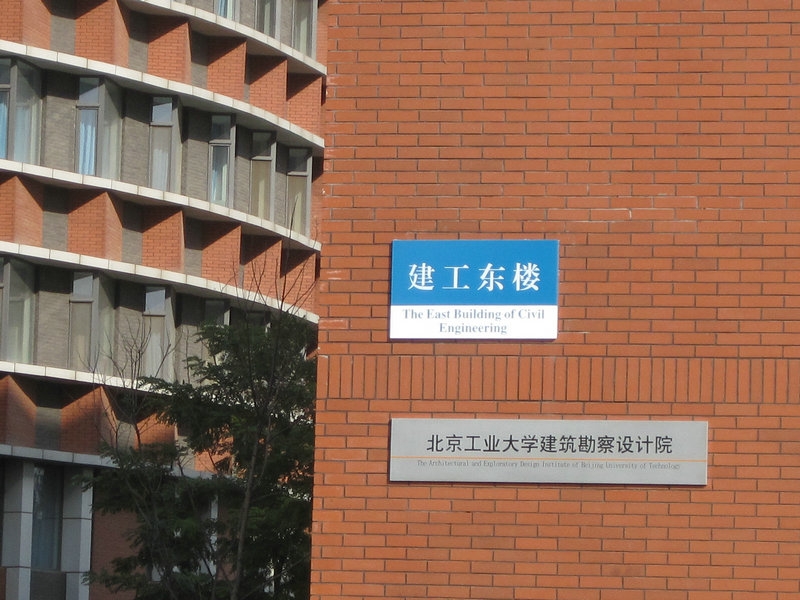 建工东楼
The East Building of Civil
Engineering
北京工业大学建筑勘察设计院
The Architectural and Exploratory Design Institute of Beijing University of Technology